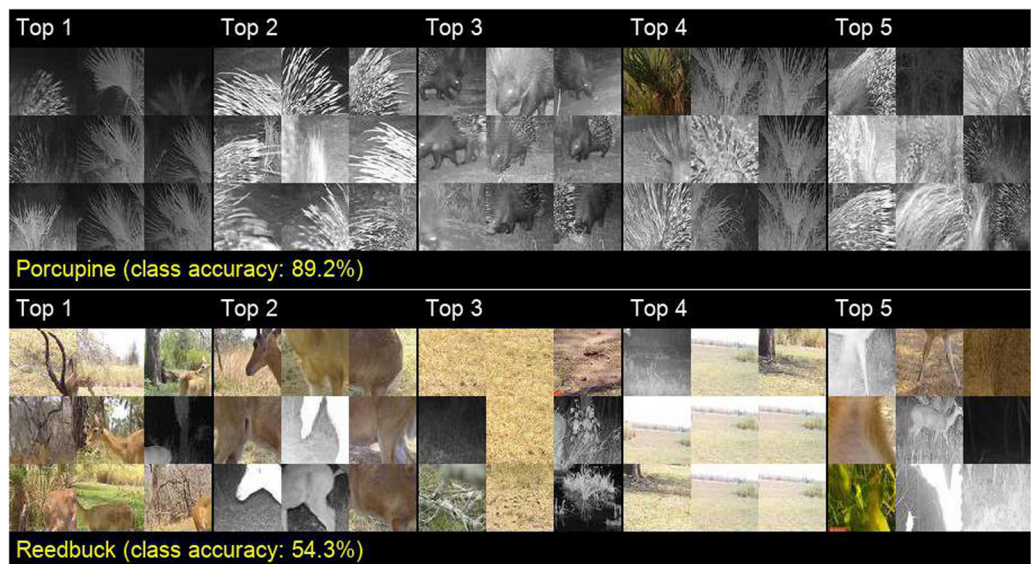 Top 1 Top 2 Top 3 Top 4 Top 5
Porcupine (class accuracy: 89.2%)
Top 1 Top 2 Top 3 Top 4 Top 5
Reedbuck (class accuracy: 54.3%)